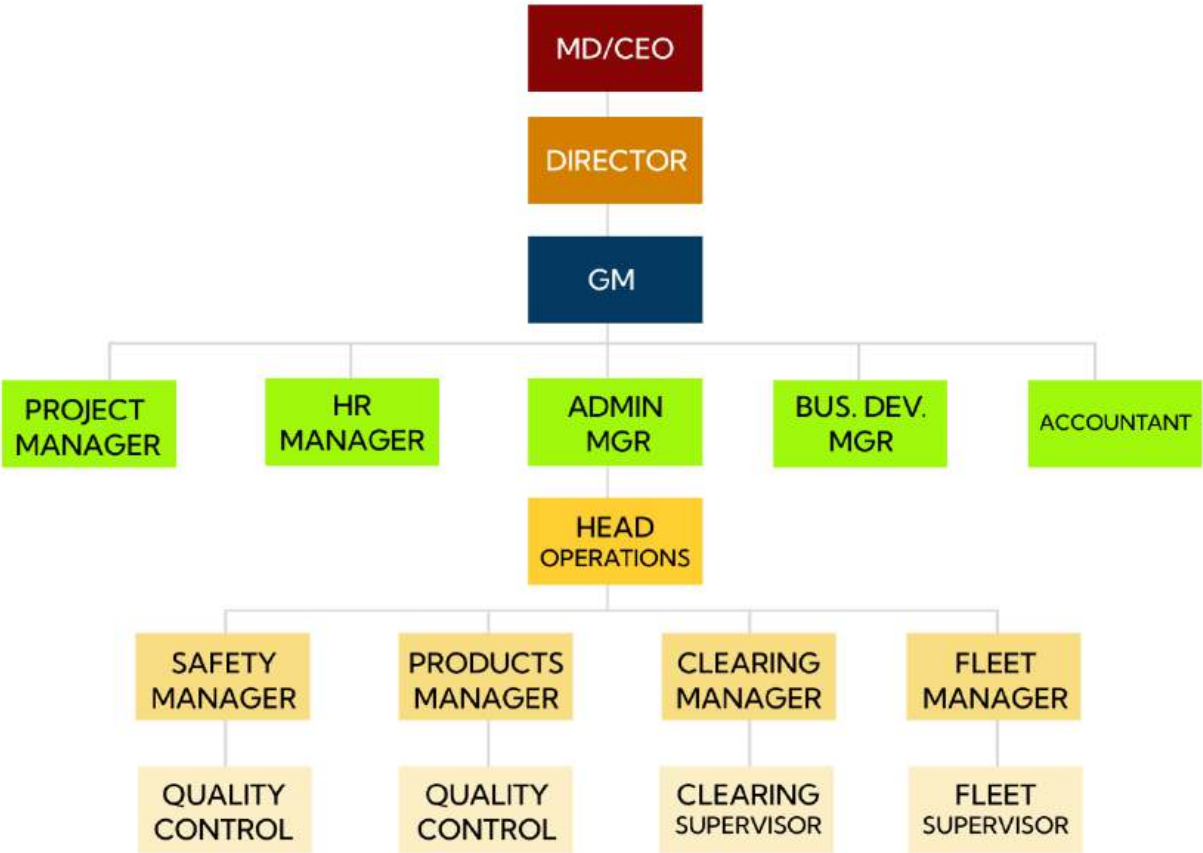 MD/CEO
DIRECTOR
GM
PROJECT
MANAGER
HR
MANAGER
ADMIN
MGR
BUS. DEV.
MGR
ACCOUNTANT
HEAD
OPERATIONS
SAFETY
MANAGER
PRODUCTS
MANAGER
CLEARING
MANAGER
FLEET
MANAGER
QUALITY
CONTROL
QUALITY
CONTROL
CLEARING
SUPERVISOR
FLEET
SUPERVISOR